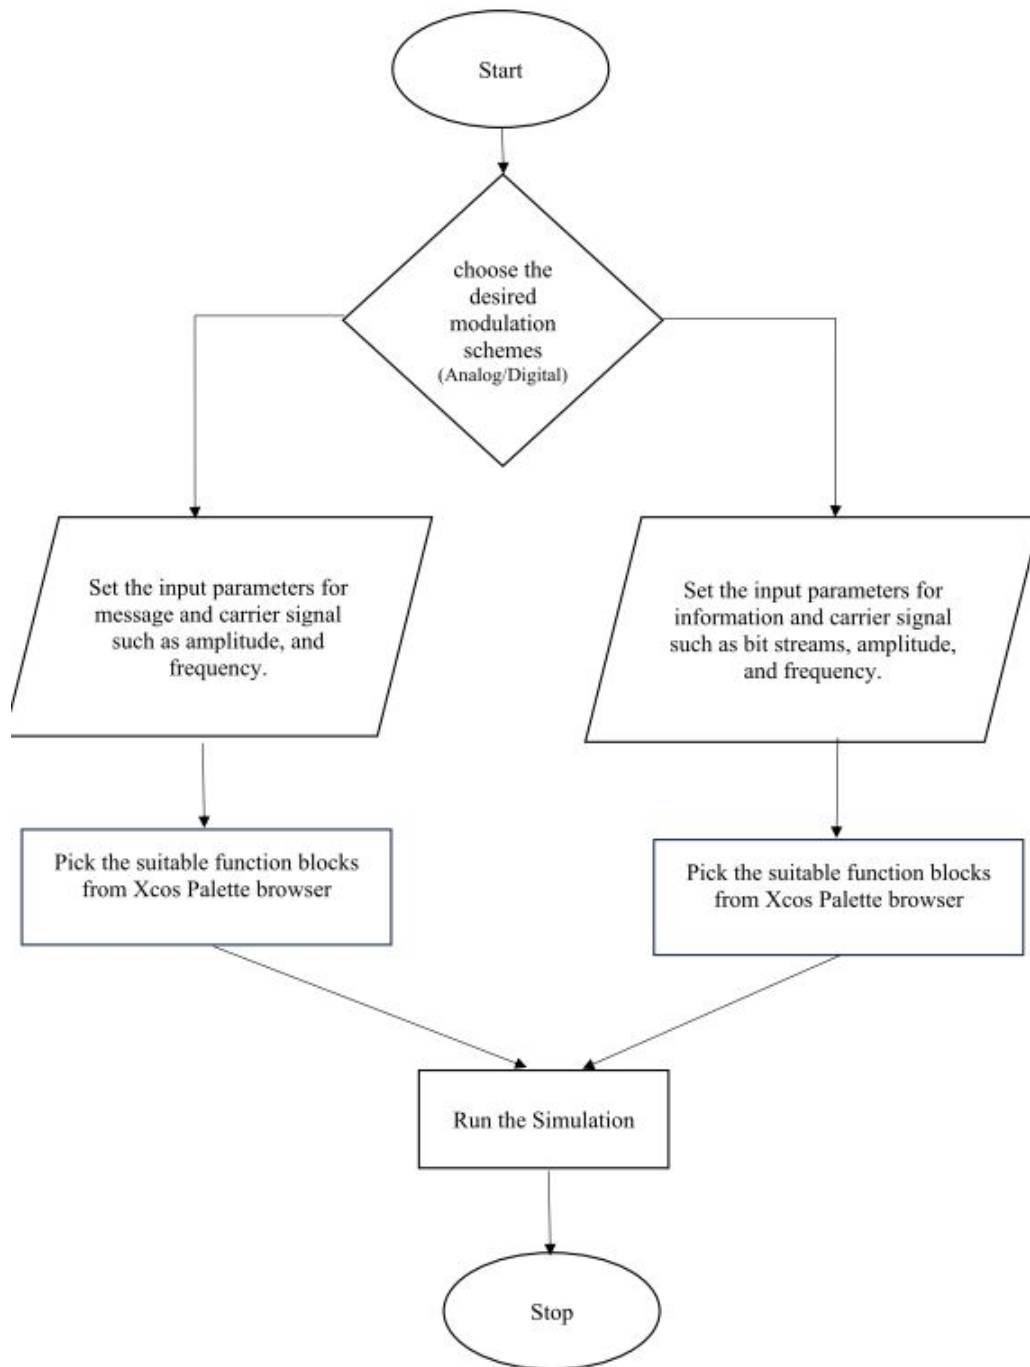 Start
choose the
desired
modulation
schemes
(Analog/Digital)
Set the input parameters for
message and carrier signal
such as amplitude, and
frequency.
Set the input parameters for
information and carrier signal
such as bit streams, amplitude,
and frequency.
Pick the suitable function blocks
from Xcos Palette browser
Pick the suitable function blocks
from Xcos Palette browser
Run the Simulation
Stop